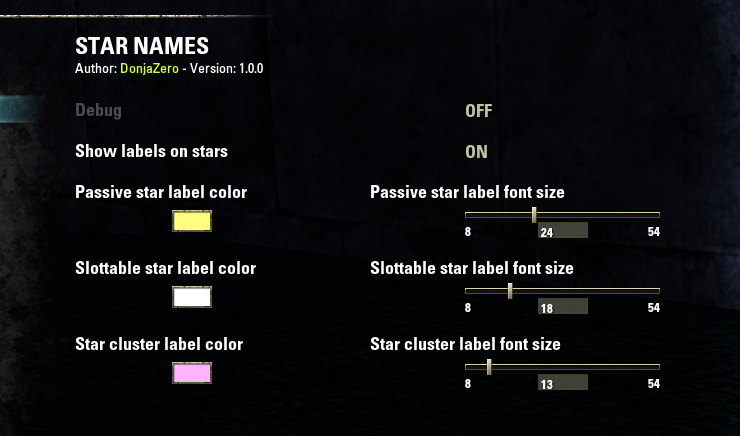 STAR NAMES
Author: DonjaZero - Version: 1.0.0
Debug OFF
Show labels on stars ON
Passive star label color Passive star label font size
8 24 54
Slottable star label color Slottable star label font size
8 18 54
Star cluster label color Star cluster label font size
8 13 54